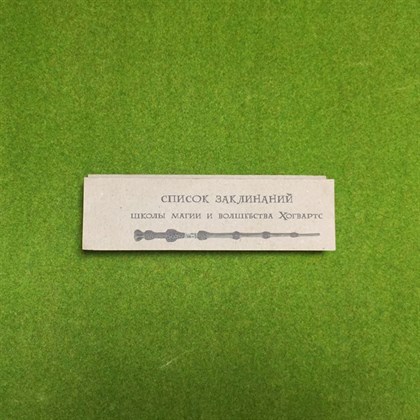 СПИСОК ЗАКЛИНАНИЙ
ШКОЛЫ МАГИИ И ВОЛШЕБСТВА ХОГВАРТС